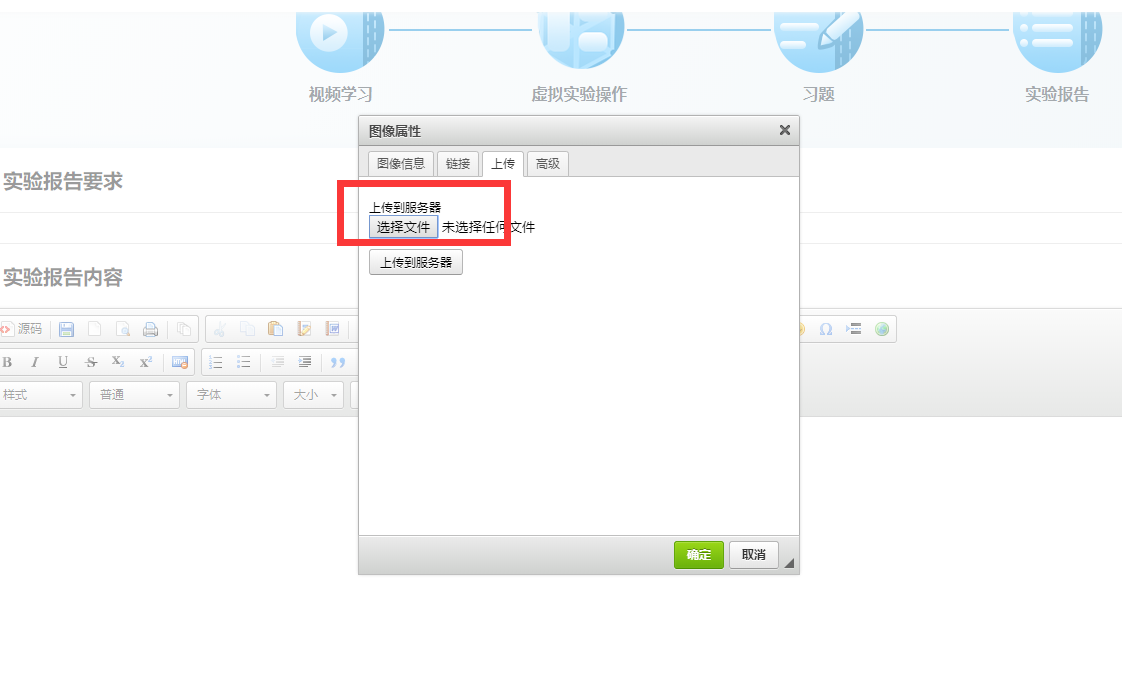 视频学习 虚拟实验操作 习题 实验报告
图像属性
图像信息 链接 上传 高级
实验报告要求
上传到服务器
选择文件 未选择任何文件
上传到服务器
实验报告内容
源码
B I U S X₂ X² ”
Ω
样式 普通 字体 大小
确定 取消